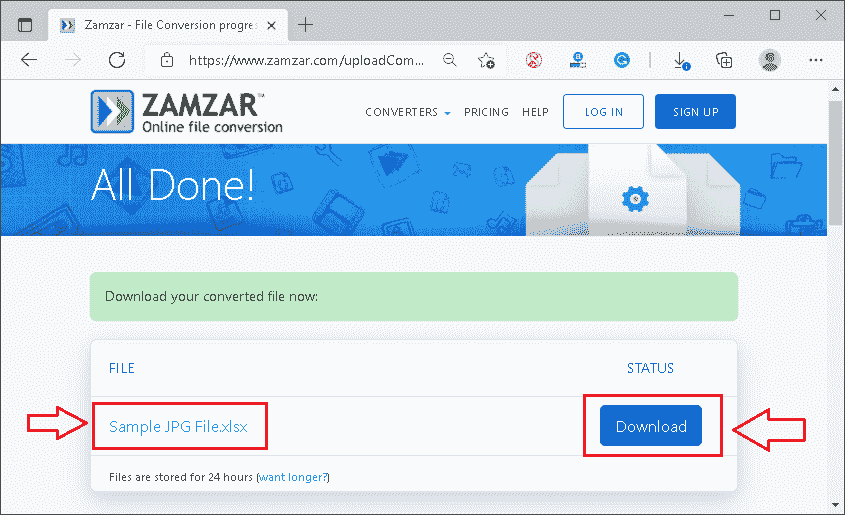 Zamzar - File Conversion progres
https://www.zamzar.com/uploadCom...
ZAMZAR™
Online file conversion
CONVERTERS PRICING HELP LOG IN SIGN UP
All Done!
Download your converted file now:
FILE STATUS
Sample JPG File.xlsx Download
Files are stored for 24 hours (want longer?)